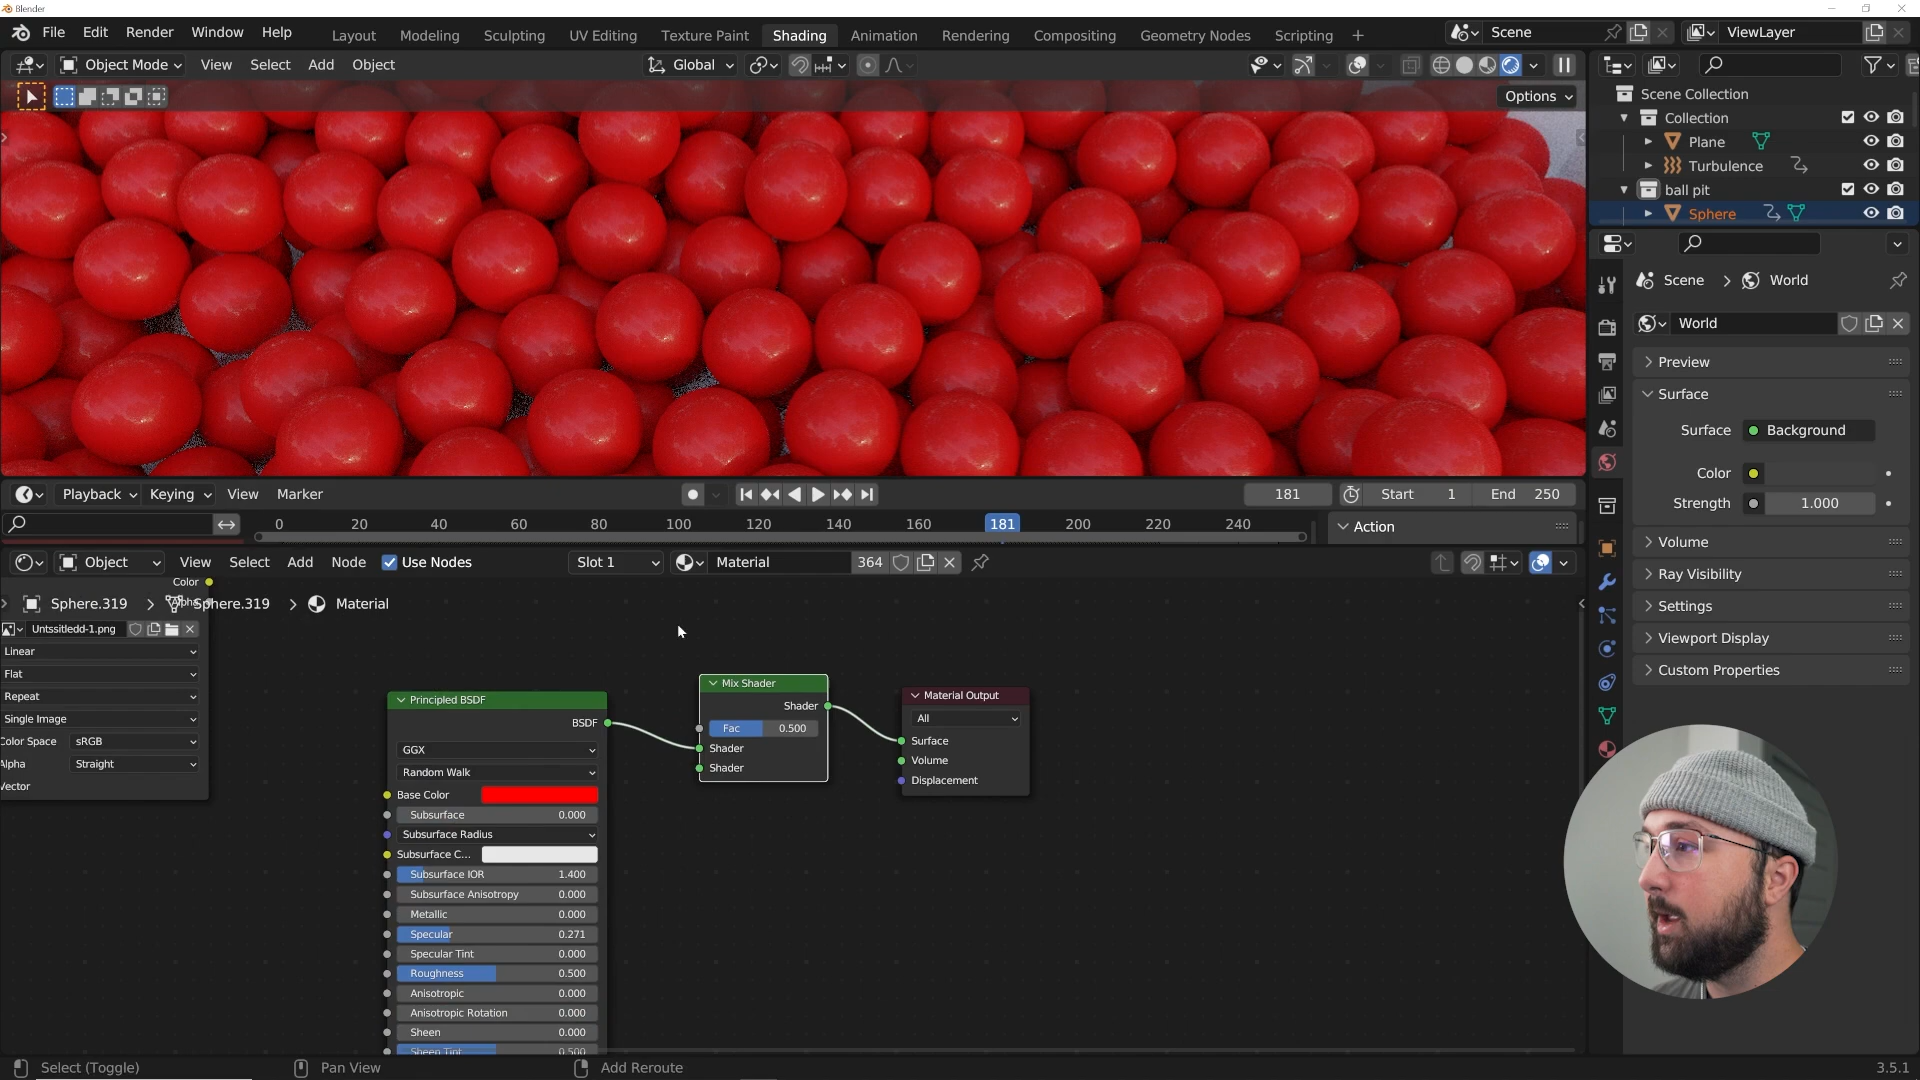 Blender
File Edit Render Window Help
Layout Modeling Sculpting UV Editing Texture Paint Shading Animation Rendering Compositing Geometry Nodes Scripting +
Scene
ViewLayer
Object Mode View Select Add Object
Global
Options
Scene Collection
Collection
Plane
Turbulence
ball pit
Sphere
Scene > World
World
Preview
Surface
Surface Background
Color
Strength 1.000
Volume
Ray Visibility
Settings
Viewport Display
Custom Properties
Playback Keying View Marker
181 Start 1 End 250
0 20 40 60 80 100 120 140 160 181 200 220 240
Action
Object View Select Add Node Use Nodes Slot 1 Material 364
Color
Alpha
Sphere.319 > Sphere.319 > Material
Untssitledd-1.png
Linear
Flat
Repeat
Single Image
Color Space sRGB
Alpha Straight
Vector
Principled BSDF
BSDF
GGX
Random Walk
Base Color
Subsurface 0.000
Subsurface Radius
Subsurface C...
Subsurface IOR 1.400
Subsurface Anisotropy 0.000
Metallic 0.000
Specular 0.271
Specular Tint 0.000
Roughness 0.500
Anisotropic 0.000
Anisotropic Rotation 0.000
Sheen 0.000
Sheen Tint 0.500
Mix Shader
Shader
Fac 0.500
Shader
Shader
Material Output
All
Surface
Volume
Displacement
Select (Toggle) Pan View Add Reroute 3.5.1